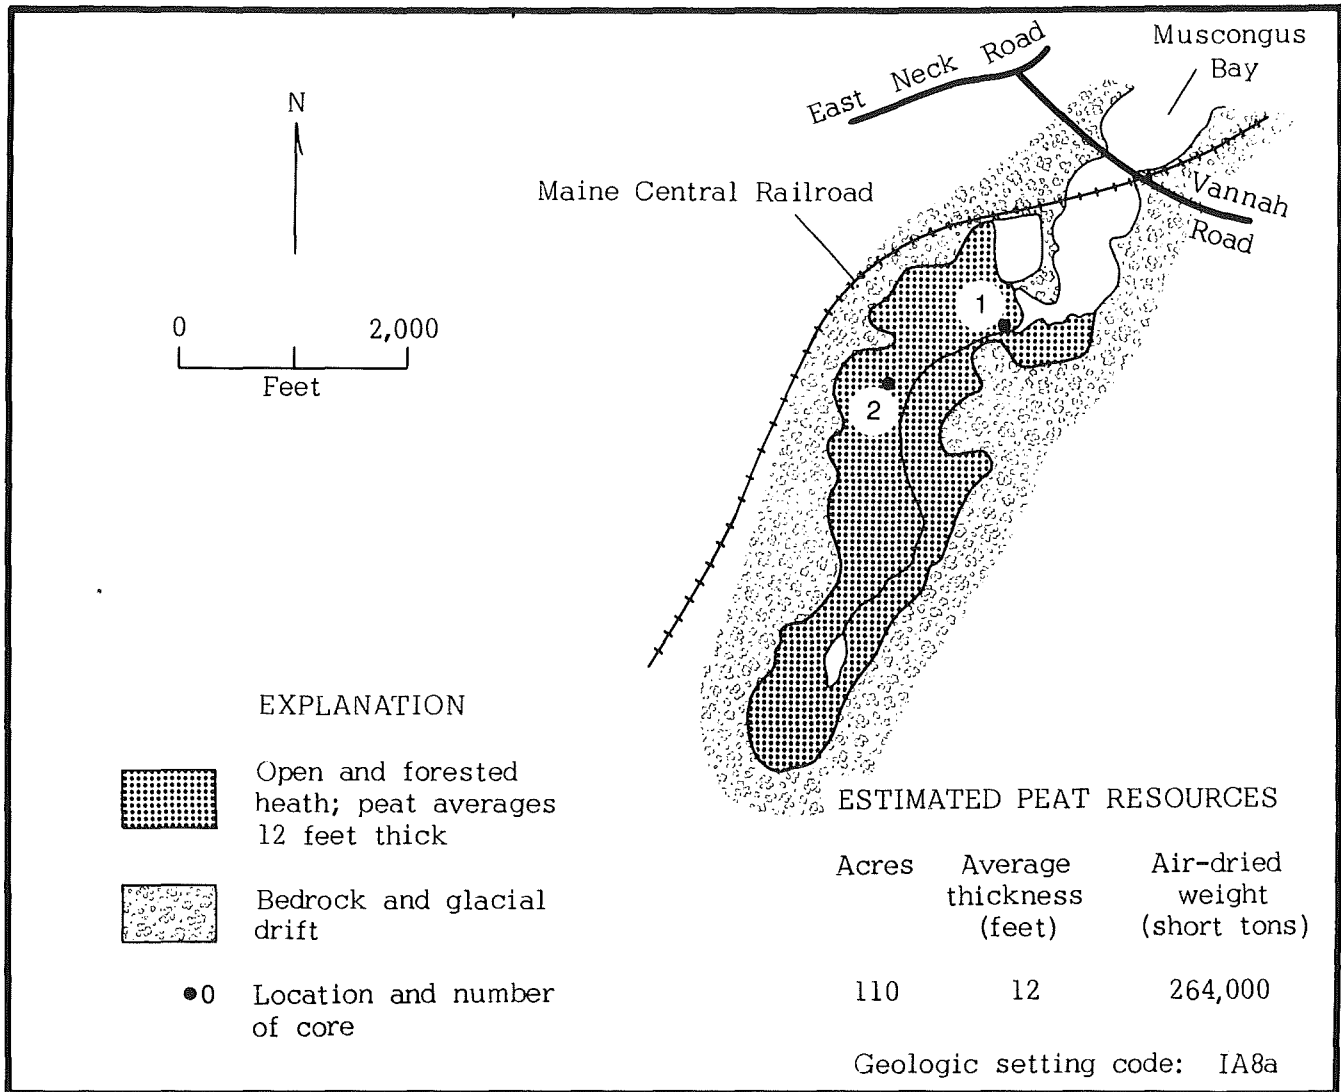 East Neck Road
Muscongus
Bay
N
Maine Central Railroad
Vannah
Road
0 2,000
Feet
1
2
EXPLANATION
Open and forested
heath; peat averages
12 feet thick
Bedrock and glacial
drift
0 Location and number
of core
ESTIMATED PEAT RESOURCES
Acres Average Air-dried
thickness weight
(feet) (short tons)
110 12 264,000
Geologic setting code: IA8a